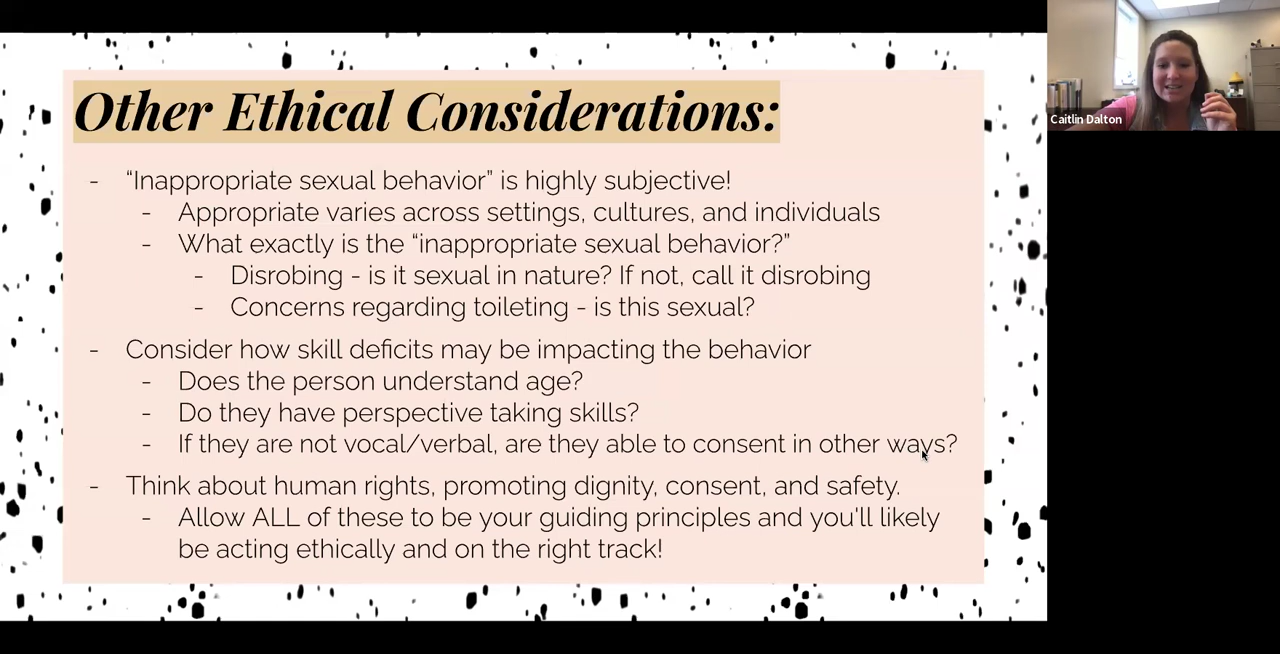 Other Ethical Considerations:
- “Inappropriate sexual behavior” is highly subjective!
- Appropriate varies across settings, cultures, and individuals
- What exactly is the “inappropriate sexual behavior?”
- Disrobing - is it sexual in nature? If not, call it disrobing
- Concerns regarding toileting - is this sexual?
- Consider how skill deficits may be impacting the behavior
- Does the person understand age?
- Do they have perspective taking skills?
- If they are not vocal/verbal, are they able to consent in other ways?
- Think about human rights, promoting dignity, consent, and safety.
- Allow ALL of these to be your guiding principles and you'll likely
be acting ethically and on the right track!
Caitlin Dalton